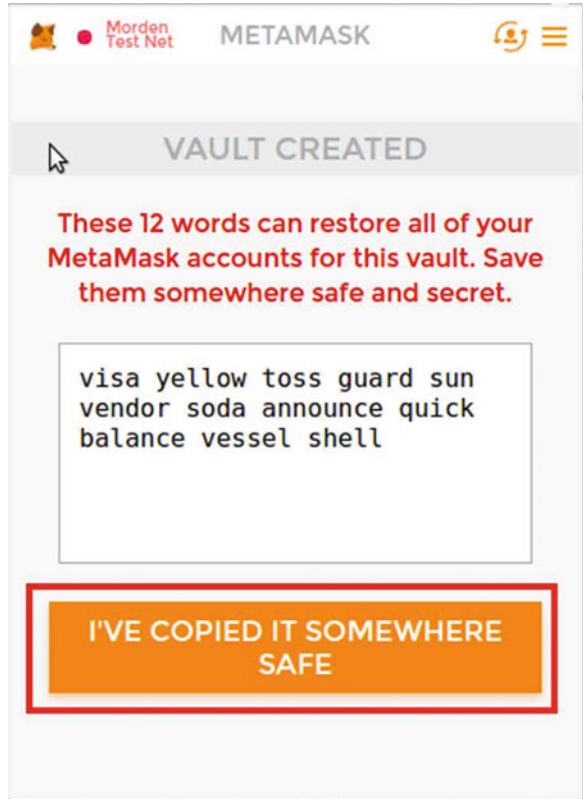 Morden
Test Net
METAMASK
VAULT CREATED
These 12 words can restore all of your
MetaMask accounts for this vault. Save
them somewhere safe and secret.
visa yellow toss guard sun
vendor soda announce quick
balance vessel shell
I'VE COPIED IT SOMEWHERE
SAFE